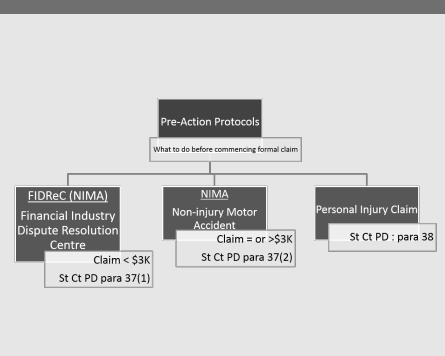 Pre-Action Protocols
What to do before commencing formal claim
FIDReC (NIMA)
Financial Industry
Dispute Resolution
Centre
Claim < $3K
St Ct PD para 37(1)
NIMA
Non-injury Motor
Accident
Claim = or >$3K
St Ct PD para 37(2)
Personal Injury Claim
St Ct PD : para 38